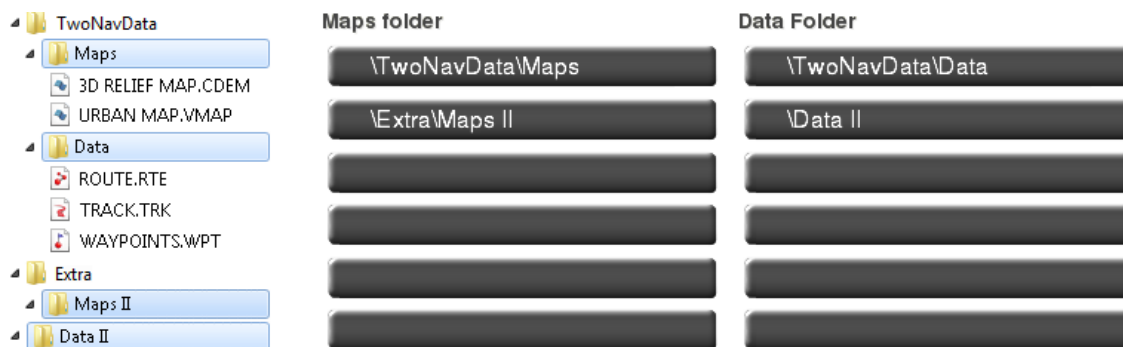 TwoNavData
Maps
3D RELIEF MAP.CDEM
URBAN MAP.VMAP
Data
ROUTE.RTE
TRACK.TRK
WAYPOINTS.WPT
Extra
Maps II
Data II
Maps folder
\TwoNavData\Maps
\Extra\Maps II
Data Folder
\TwoNavData\Data
\Data II